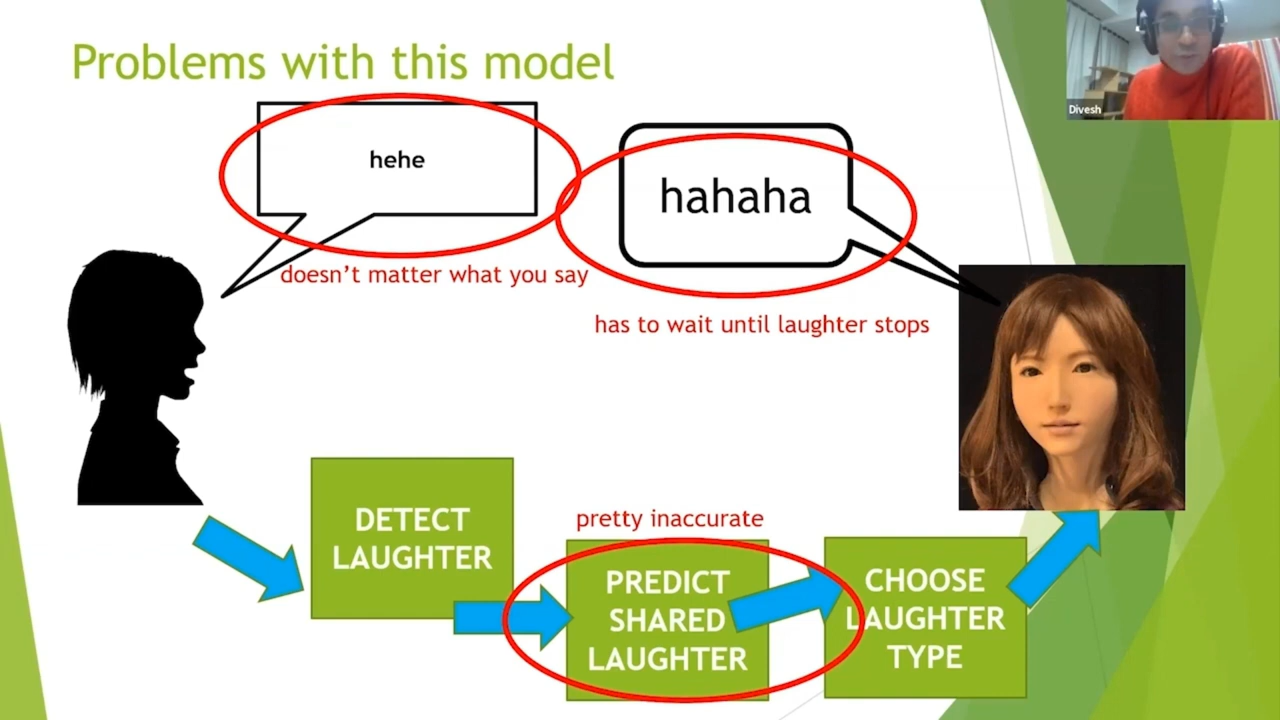 Problems with this model
Divesh
hehe
hahaha
doesn't matter what you say
has to wait until laughter stops
DETECT
LAUGHTER
pretty inaccurate
PREDICT
SHARED
LAUGHTER
CHOOSE
LAUGHTER
TYPE